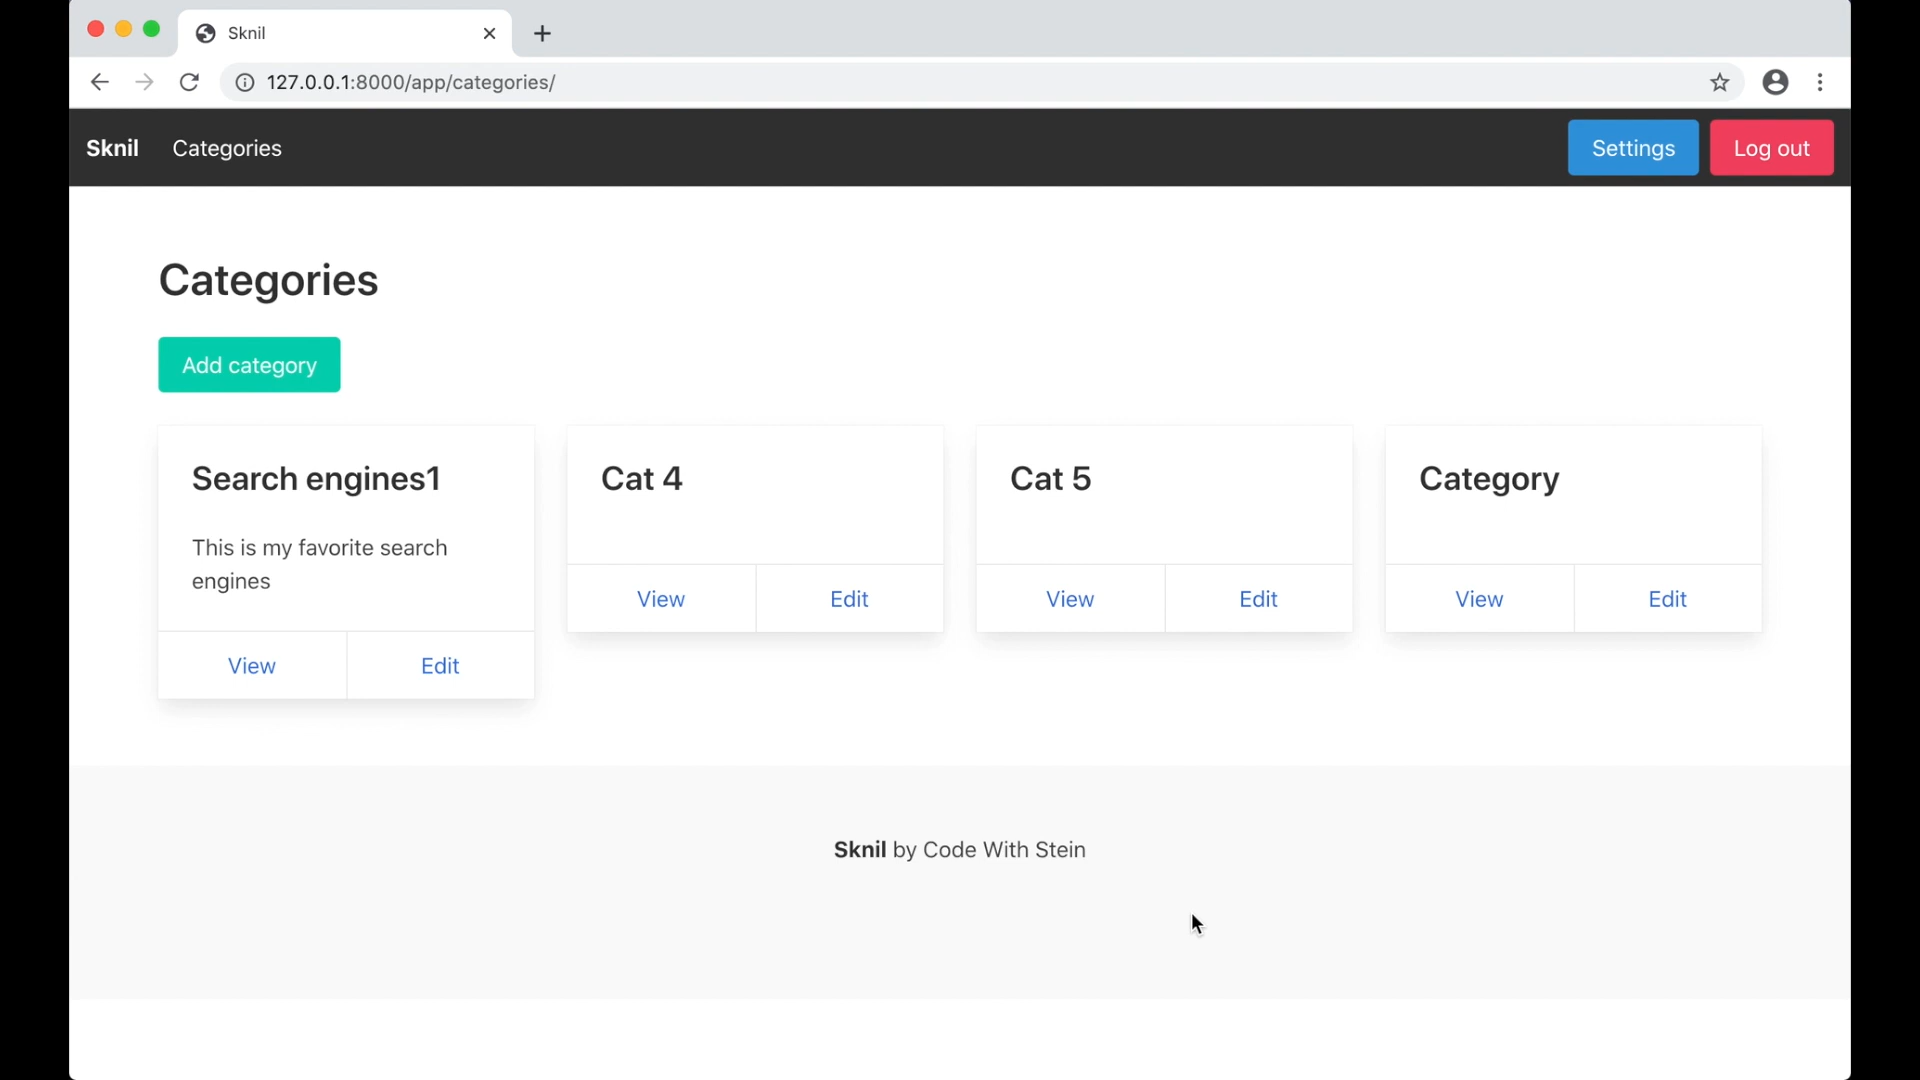 Sknil
127.0.0.1:8000/app/categories/
Sknil Categories Settings Log out
Categories
Add category
Search engines1
This is my favorite search
engines
View Edit
Cat 4
View Edit
Cat 5
View Edit
Category
View Edit
Sknil by Code With Stein